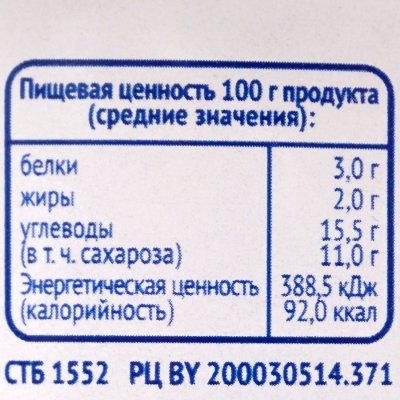 Пищевая ценность 100 г продукта
(средние значения):
белки 3,0 г
жиры 2,0 г
углеводы 15,5 г
(в т. ч. сахароза) 11,0 г
Энергетическая ценность 388,5 кДж
(калорийность) 92,0 ккал
СТБ 1552 РЦ BY 200030514.371